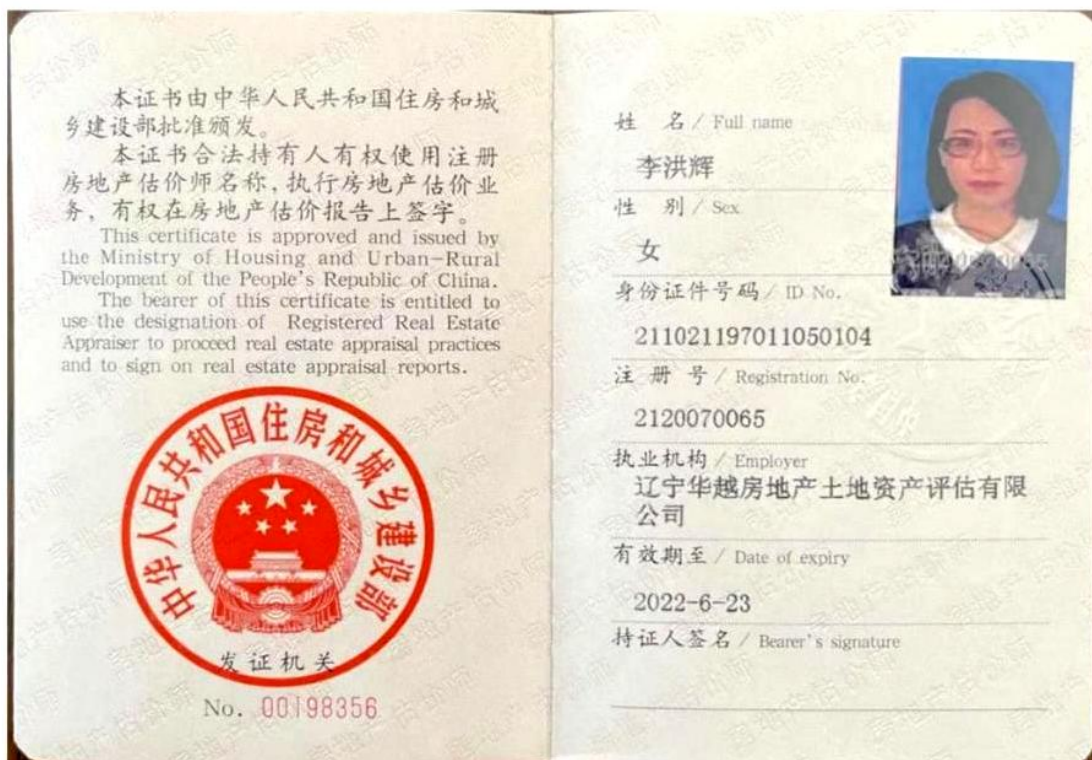 本证书由中华人民共和国住房和城
乡建设部批准颁发。
本证书合法持有人有权使用注册
房地产估价师名称，执行房地产估价业
务，有权在房地产估价报告上签字。
This certificate is approved and issued by
the Ministry of Housing and Urban-Rural
Development of the People's Republic of China.
The bearer of this certificate is entitled to
use the designation of Registered Real Estate
Appraiser to proceed real estate appraisal practices
and to sign on real estate appraisal reports.
中华人民共和国住房和城乡建设部
发证机关
No. 00198356
姓 名 / Full name
李洪辉
性 别 / Sex
女
身份证件号码 / ID No.
211021197011050104
注 册 号 / Registration No.
2120070065
执业机构 / Employer
辽宁华越房地产土地资产评估有限
公司
有效期至 / Date of expiry
2022-6-23
持证人签名 / Bearer's signature